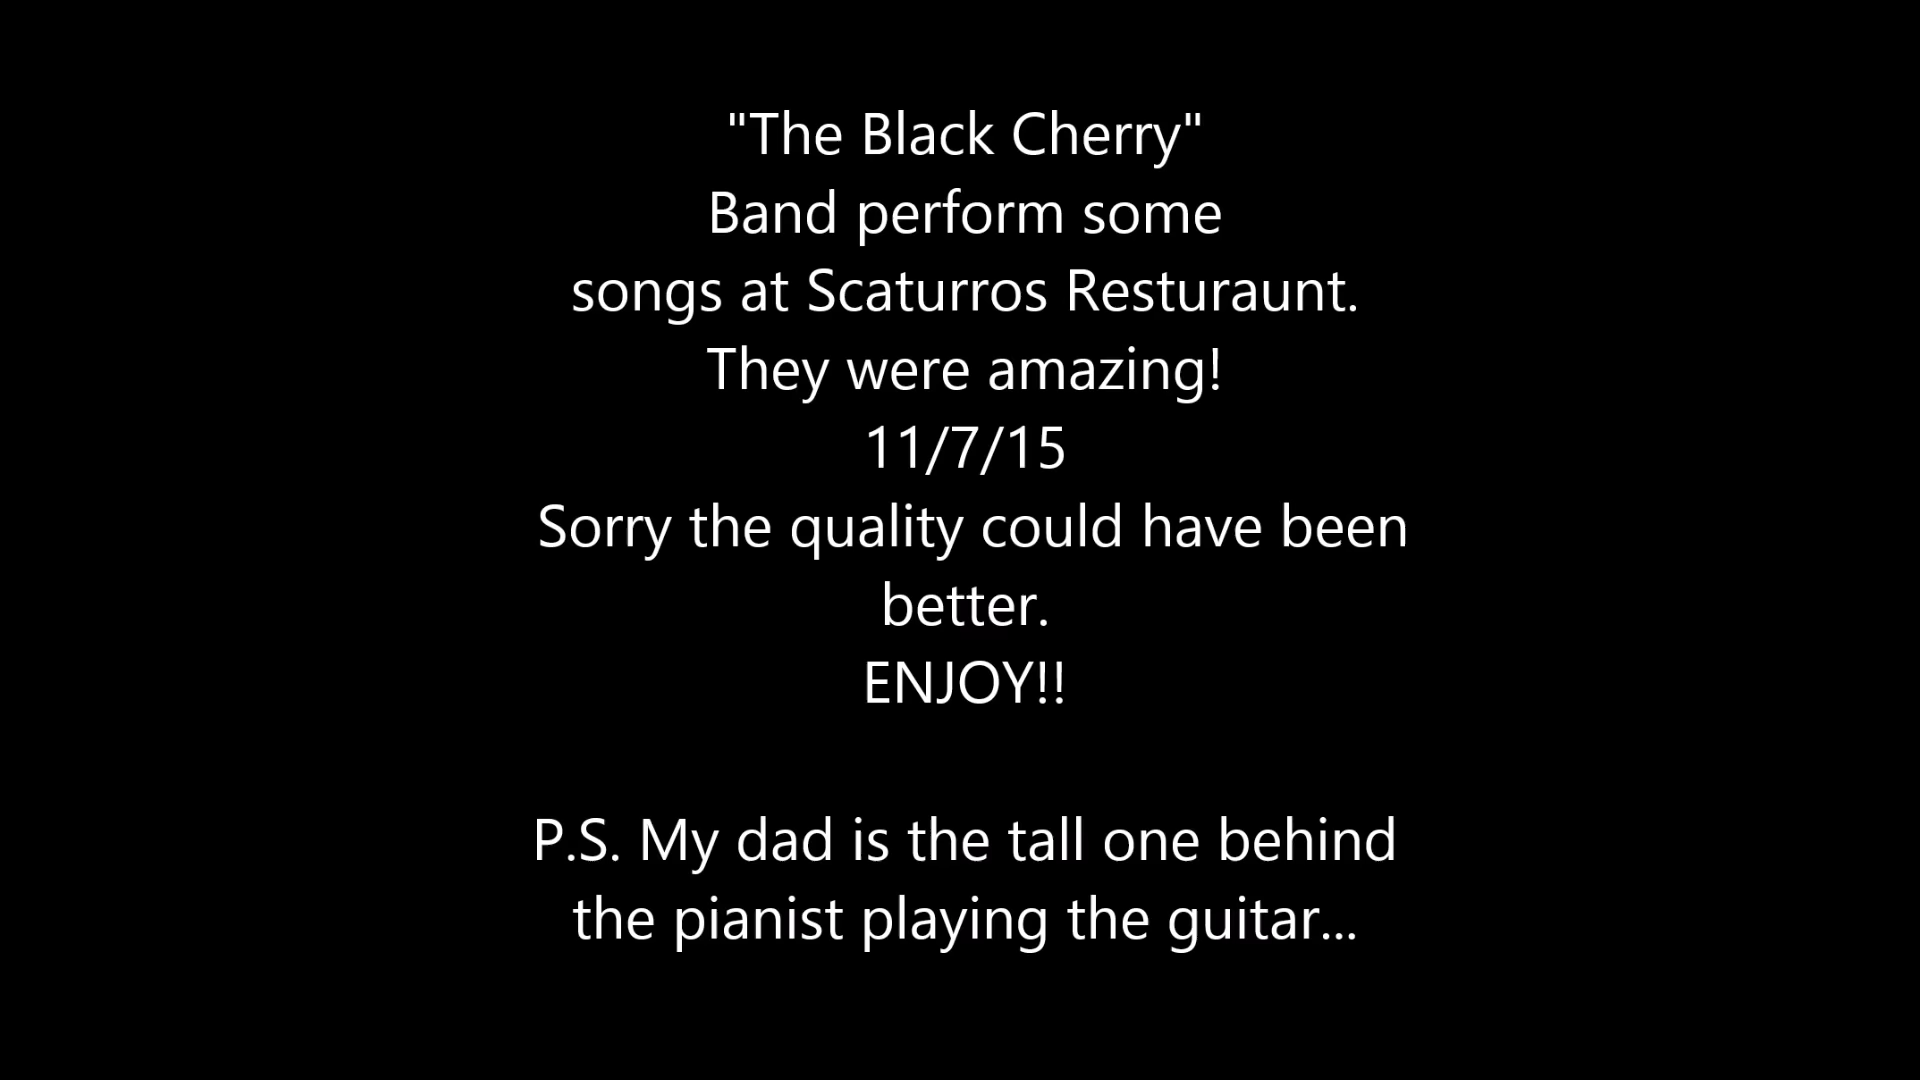 "The Black Cherry"
Band perform some
songs at Scaturros Resturaunt.
They were amazing!
11/7/15
Sorry the quality could have been
better.
ENJOY!!
P.S. My dad is the tall one behind
the pianist playing the guitar...